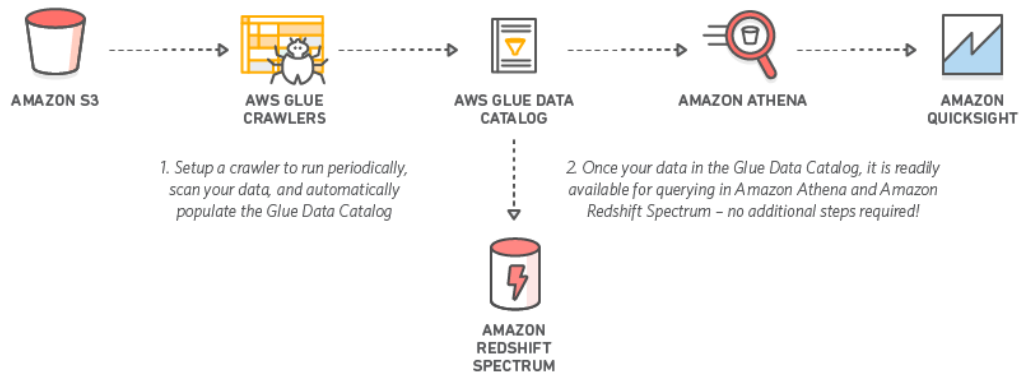 AMAZON S3
AWS GLUE
CRAWLERS
AWS GLUE DATA
CATALOG
AMAZON ATHENA
AMAZON
QUICKSIGHT
1. Setup a crawler to run periodically,
scan your data, and automatically
populate the Glue Data Catalog
2. Once your data in the Glue Data Catalog, it is readily
available for querying in Amazon Athena and Amazon
Redshift Spectrum – no additional steps required!
AMAZON
REDSHIFT
SPECTRUM